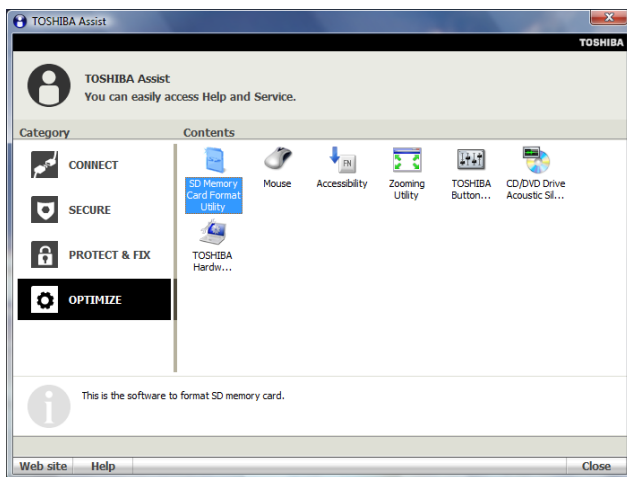 TOSHIBA Assist
TOSHIBA
TOSHIBA Assist
You can easily access Help and Service.
Category
Contents
CONNECT
SECURE
PROTECT & FIX
OPTIMIZE
SD Memory
Card Format
Utility
Mouse
FN
Accessibility
Zooming
Utility
TOSHIBA
Button...
CD/DVD Drive
Acoustic Sil...
TOSHIBA
Hardw...
This is the software to format SD memory card.
Web site
Help
Close